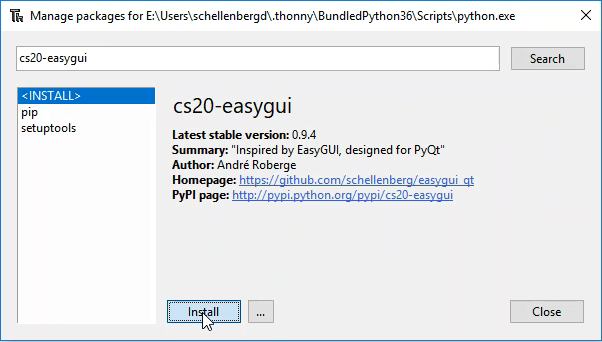 Manage packages for E:\Users\schellenbergd\.thonny\BundledPython36\Scripts\python.exe
cs20-easygui
Search
<INSTALL>
pip
setuptools
cs20-easygui
Latest stable version: 0.9.4
Summary: "Inspired by EasyGUI, designed for PyQt"
Author: André Roberge
Homepage: https://github.com/schellenberg/easygui_qt
PyPI page: http://pypi.python.org/pypi/cs20-easygui
Install
...
Close